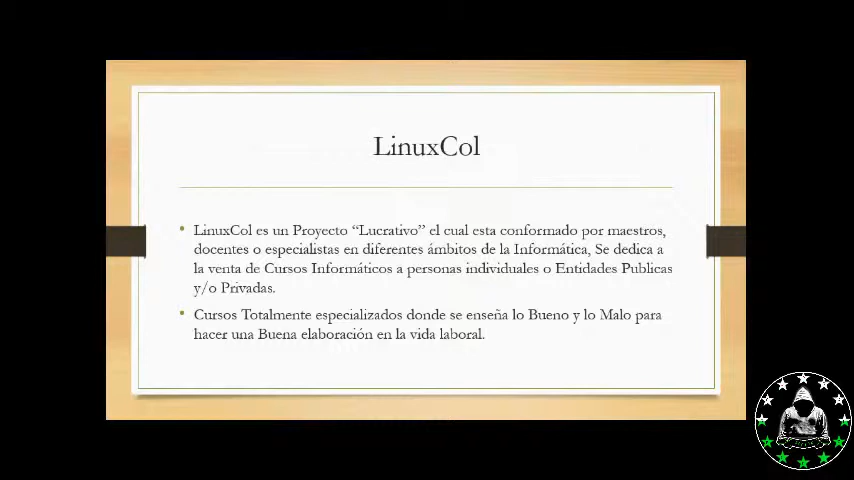 LinuxCol
• LinuxCol es un Proyecto “Lucrativo” el cual esta conformado por maestros,
docentes o especialistas en diferentes ámbitos de la Informática, Se dedica a
la venta de Cursos Informáticos a personas individuales o Entidades Publicas
y/o Privadas.
• Cursos Totalmente especializados donde se enseña lo Bueno y lo Malo para
hacer una Buena elaboración en la vida laboral.